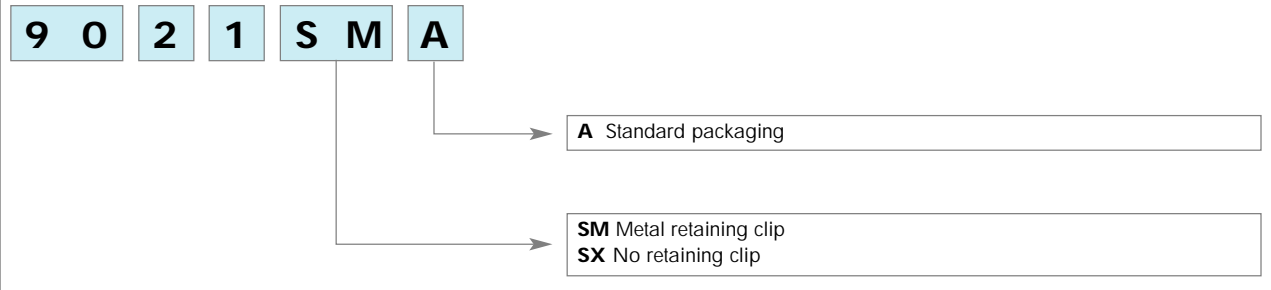 9 0 2 1 S M A
A Standard packaging
SM Metal retaining clip
SX No retaining clip